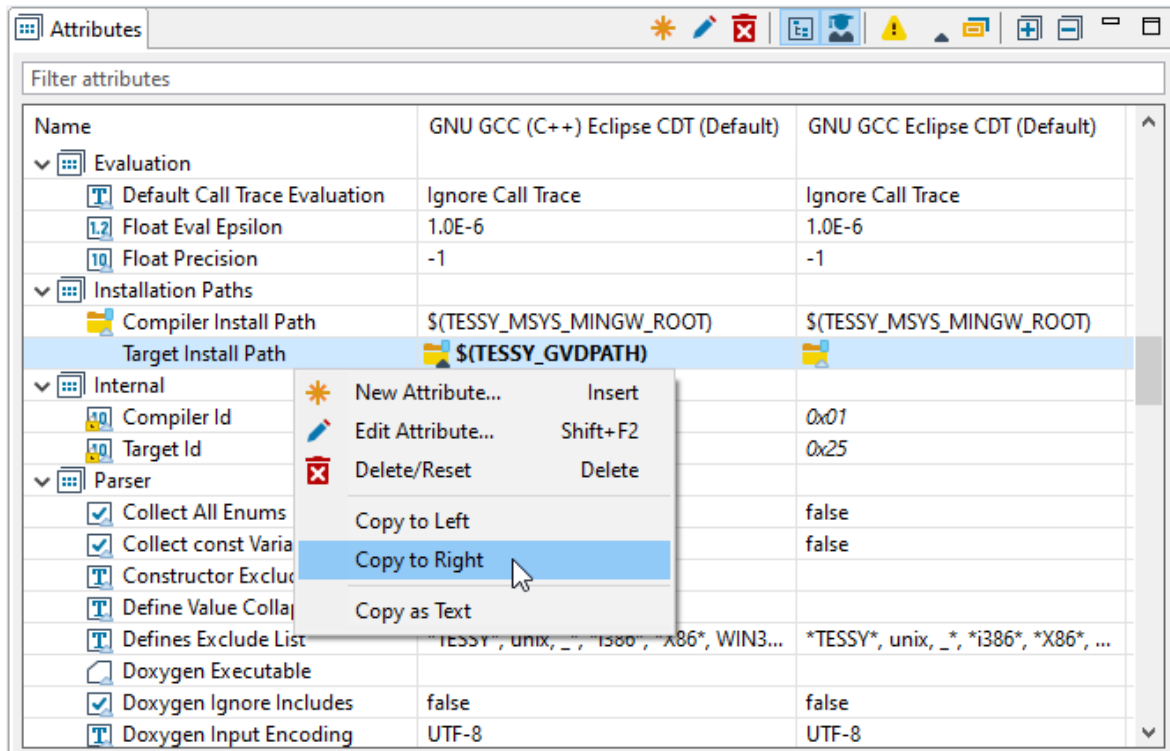 Attributes
Filter attributes
Name GNU GCC (C++) Eclipse CDT (Default) GNU GCC Eclipse CDT (Default)
Evaluation
Default Call Trace Evaluation Ignore Call Trace Ignore Call Trace
Float Eval Epsilon 1.0E-6 1.0E-6
Float Precision -1 -1
Installation Paths
Compiler Install Path $(TESSY_MSYS_MINGW_ROOT) $(TESSY_MSYS_MINGW_ROOT)
Target Install Path $(TESSY_GVDPATH)
Internal
Compiler Id 0x01
Target Id 0x25
Parser
Collect All Enums false
Collect const Varia false
Constructor Exclu
Define Value Colla
Defines Exclude List *TESSY*, unix, _*, *i386*, *X86*, WIN3... *TESSY*, unix, _*, *i386*, *X86*, ...
Doxygen Executable
Doxygen Ignore Includes false false
Doxygen Input Encoding UTF-8 UTF-8
New Attribute... Insert
Edit Attribute... Shift+F2
Delete/Reset Delete
Copy to Left
Copy to Right
Copy as Text